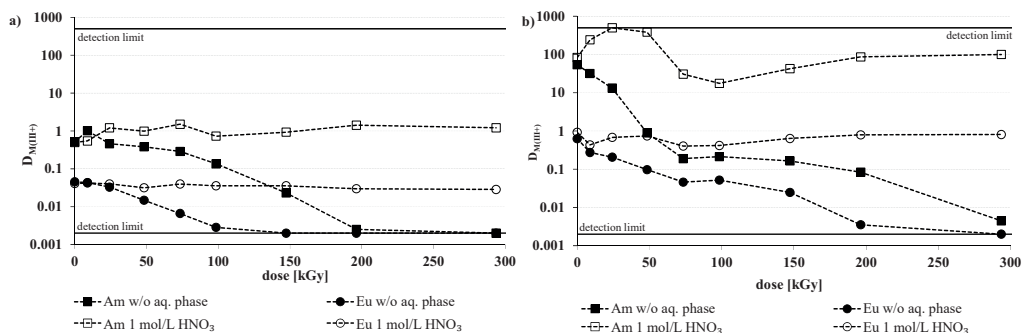 a)
D_M(III+)
1000
100
10
1
0.1
0.01
0.001
detection limit
detection limit
0 50 100 150 200 250 300
dose [kGy]
Am w/o aq. phase Eu w/o aq. phase
Am 1 mol/L HNO₃ Eu 1 mol/L HNO₃
b)
D_M(III+)
1000
100
10
1
0.1
0.01
0.001
detection limit
detection limit
0 50 100 150 200 250 300
dose [kGy]
Am w/o aq. phase Eu w/o aq. phase
Am 1 mol/L HNO₃ Eu 1 mol/L HNO₃